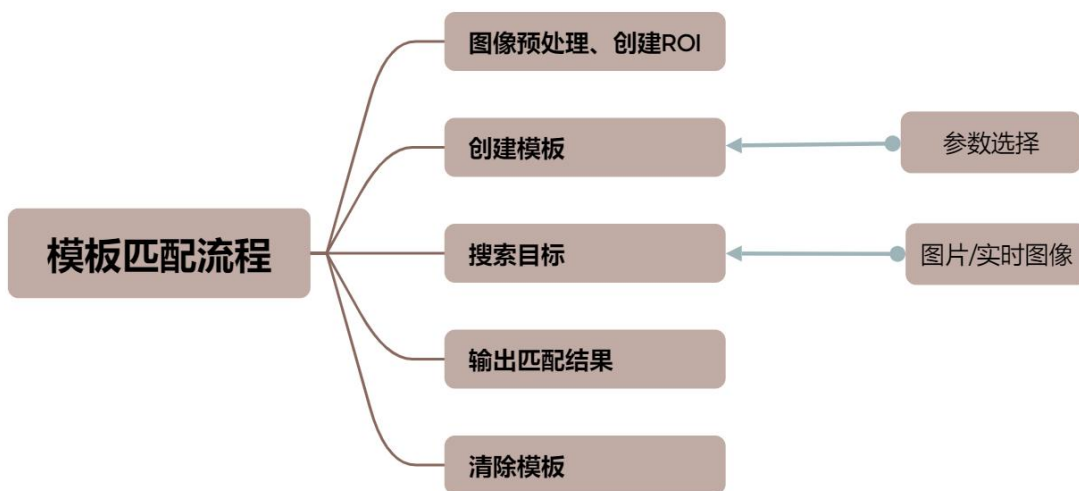 图像预处理、创建ROI
创建模板
参数选择
模板匹配流程
搜索目标
图片/实时图像
输出匹配结果
清除模板